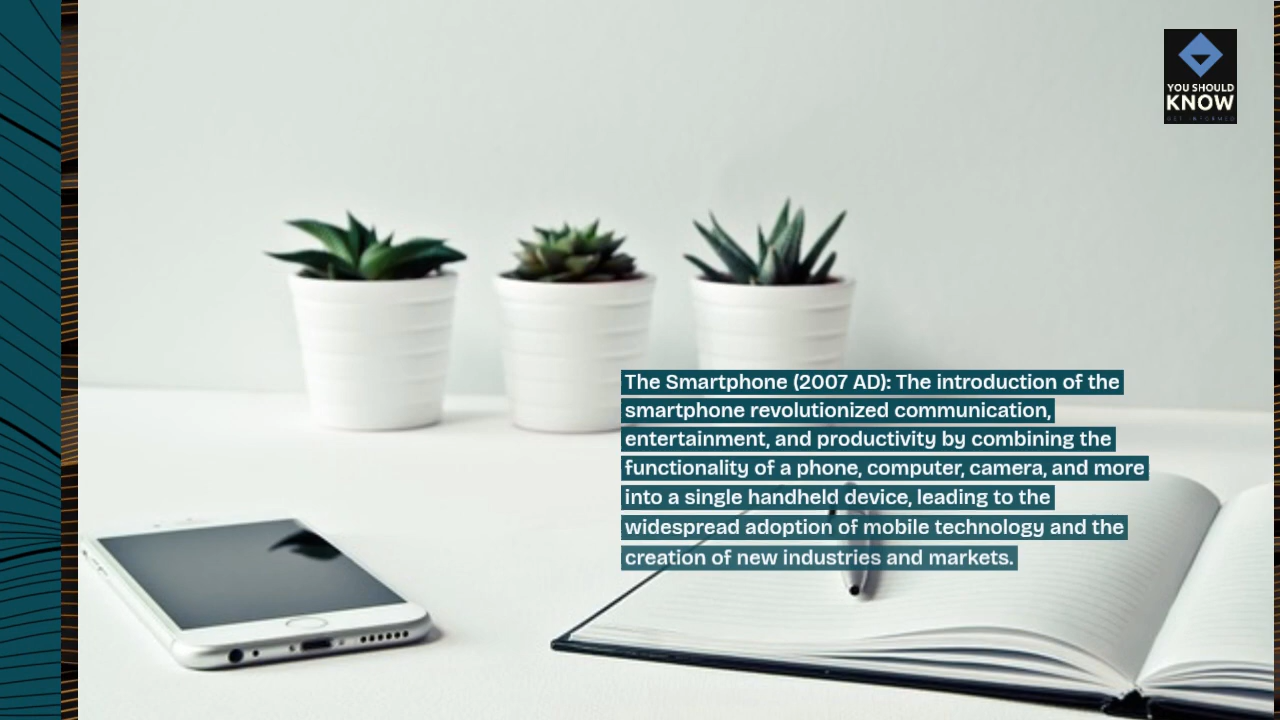 YOU SHOULD
KNOW
GET INFORMED
The Smartphone (2007 AD): The introduction of the
smartphone revolutionized communication,
entertainment, and productivity by combining the
functionality of a phone, computer, camera, and more
into a single handheld device, leading to the
widespread adoption of mobile technology and the
creation of new industries and markets.